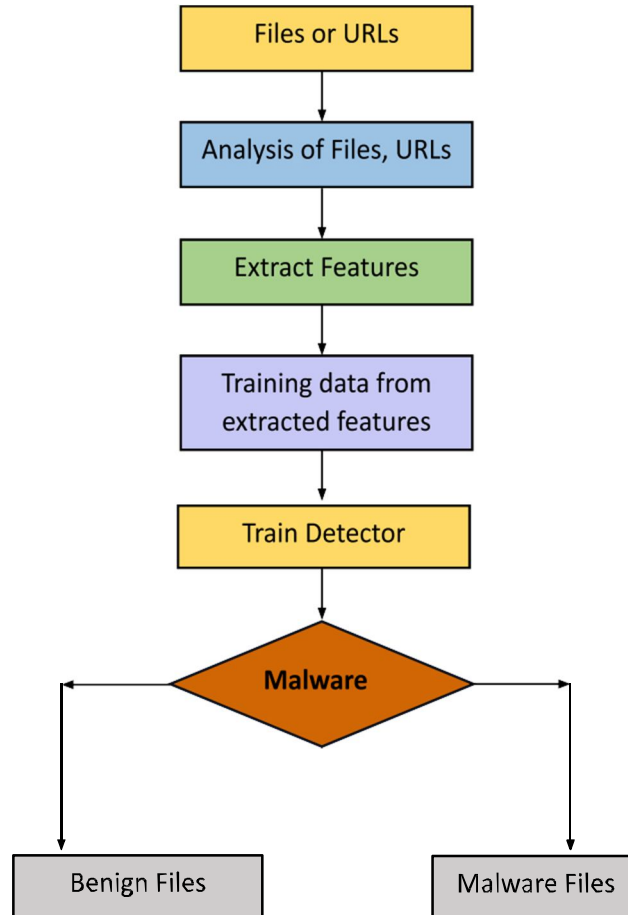 Files or URLs
Analysis of Files, URLs
Extract Features
Training data from
extracted features
Train Detector
Malware
Benign Files
Malware Files